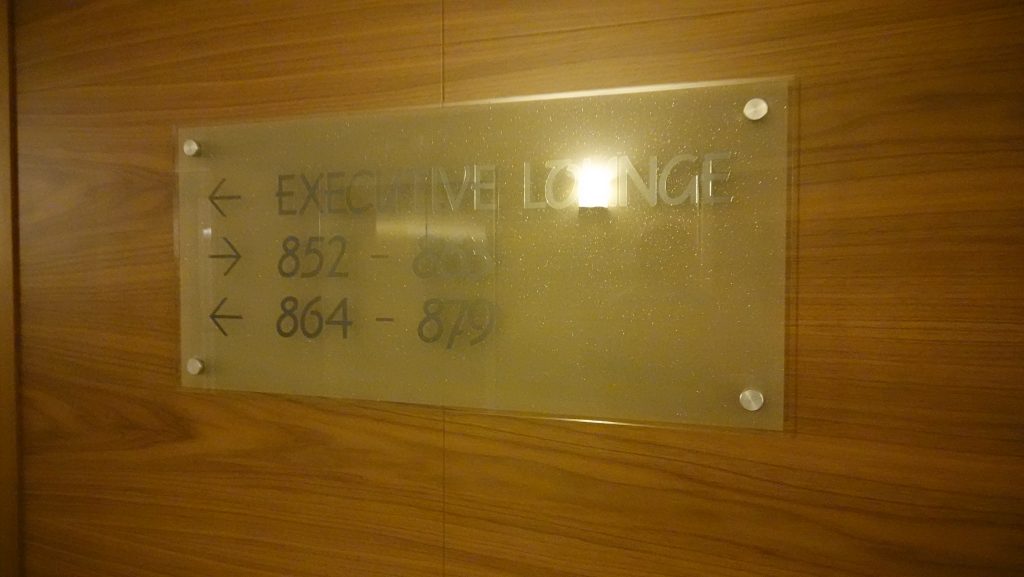 ← EXECUTIVE LOUNGE
→ 852 -
← 864 - 879